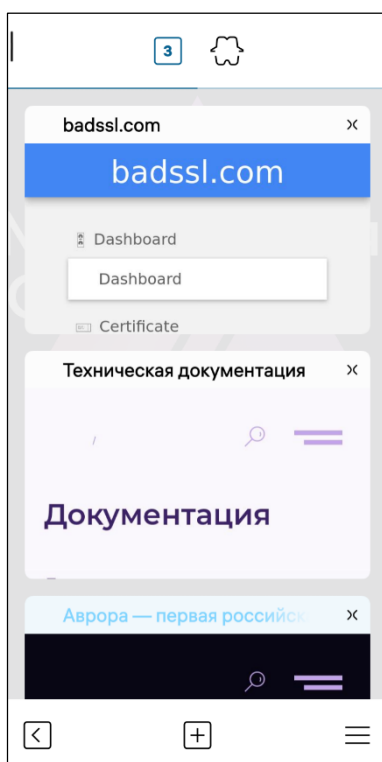 3
badssl.com
badssl.com
Dashboard
Dashboard
Certificate
Техническая документация
Документация
Аврора — первая российск